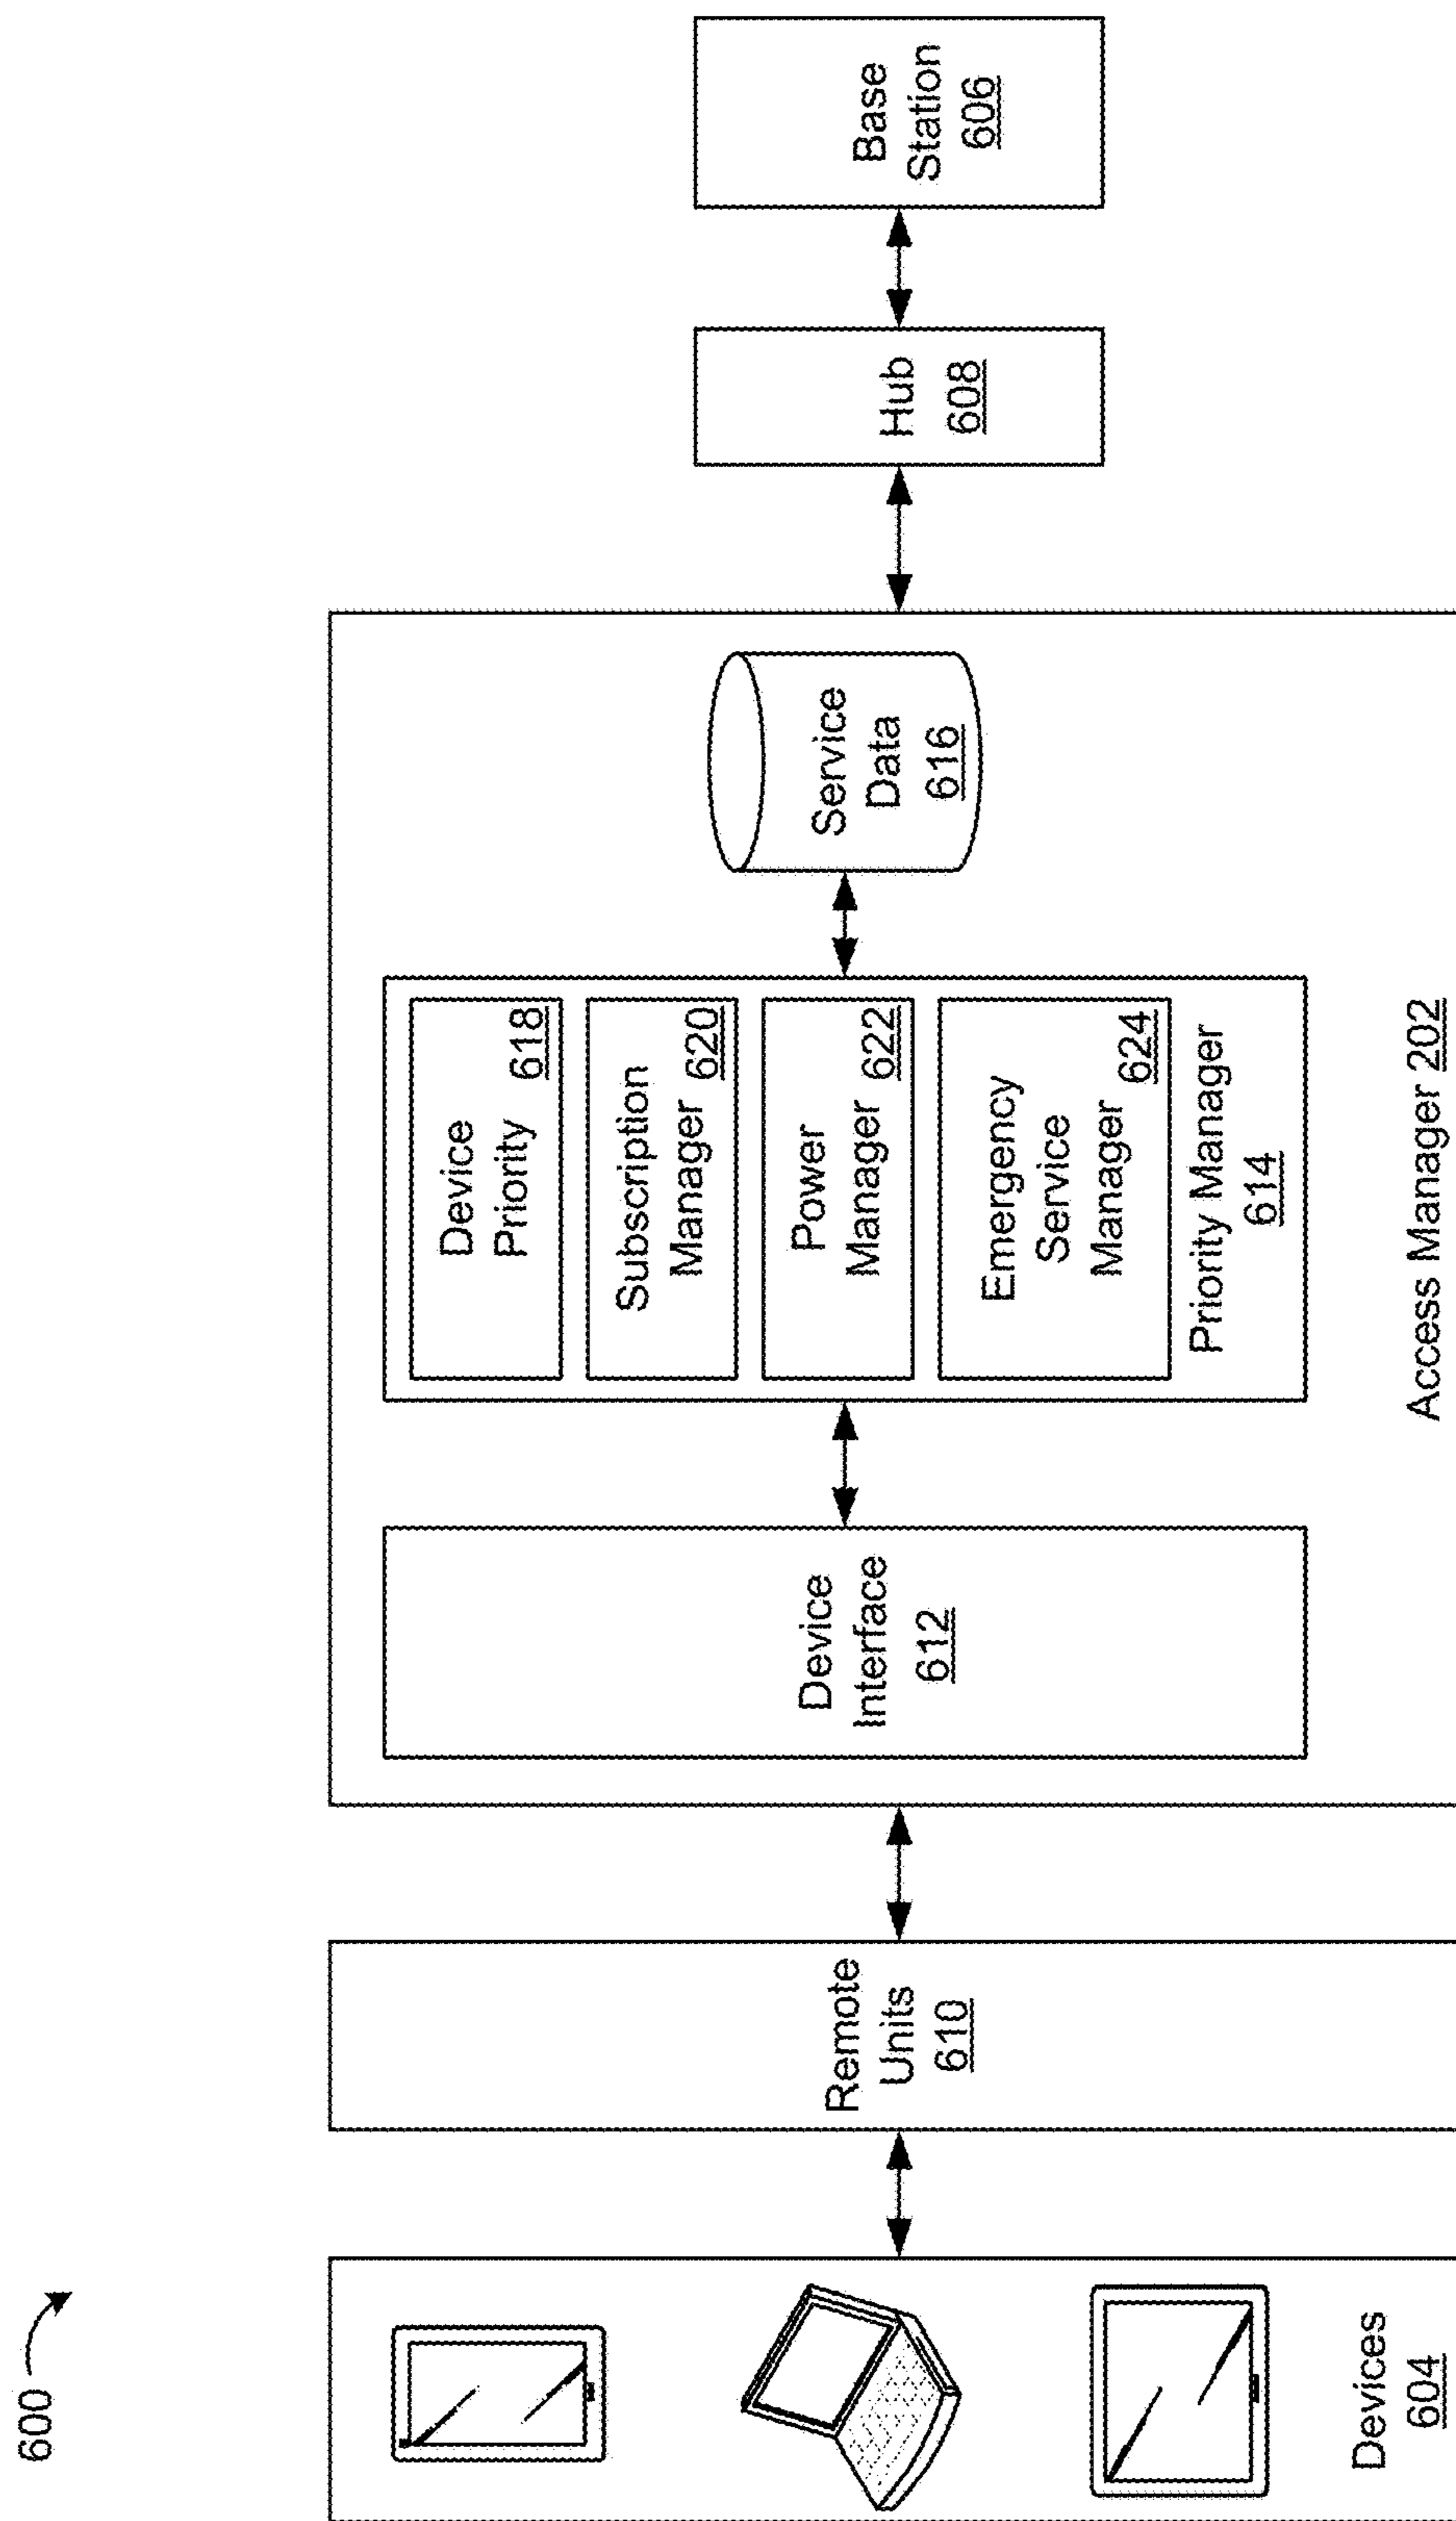 600
Devices
604
Remote
Units
610
Device
Interface
612
Device
Priority
618
Subscription
Manager
620
Power
Manager
622
Emergency
Service
Manager
624
Priority Manager
614
Service
Data
616
Access Manager 202
Hub
608
Base
Station
606